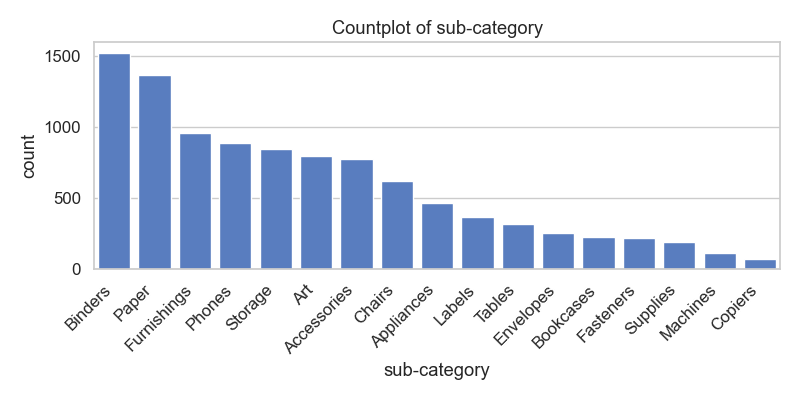 Countplot of sub-category
1500
1000
500
0
count
Binders
Paper
Furnishings
Phones
Storage
Art
Accessories
Chairs
Appliances
Labels
Tables
Envelopes
Bookcases
Fasteners
Supplies
Machines
Copiers
sub-category